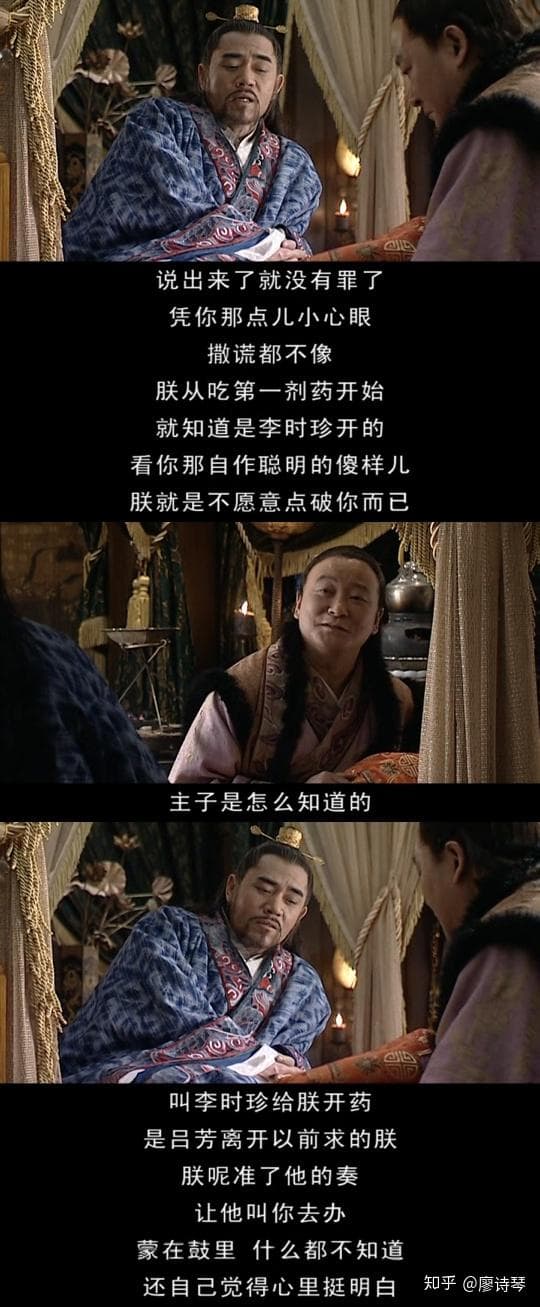 说出来了就没有罪了
凭你那点儿小心眼
撒谎都不像
朕从吃第一剂药开始
就知道是李时珍开的
看你那自作聪明的傻样儿
朕就是不愿意点破你而已
主子是怎么知道的
叫李时珍给朕开药
是吕芳离开以前求的朕
朕呢准了他的奏
让他叫你去办
蒙在鼓里 什么都不知道
还自己觉得心里挺明白
知乎 @廖诗琴